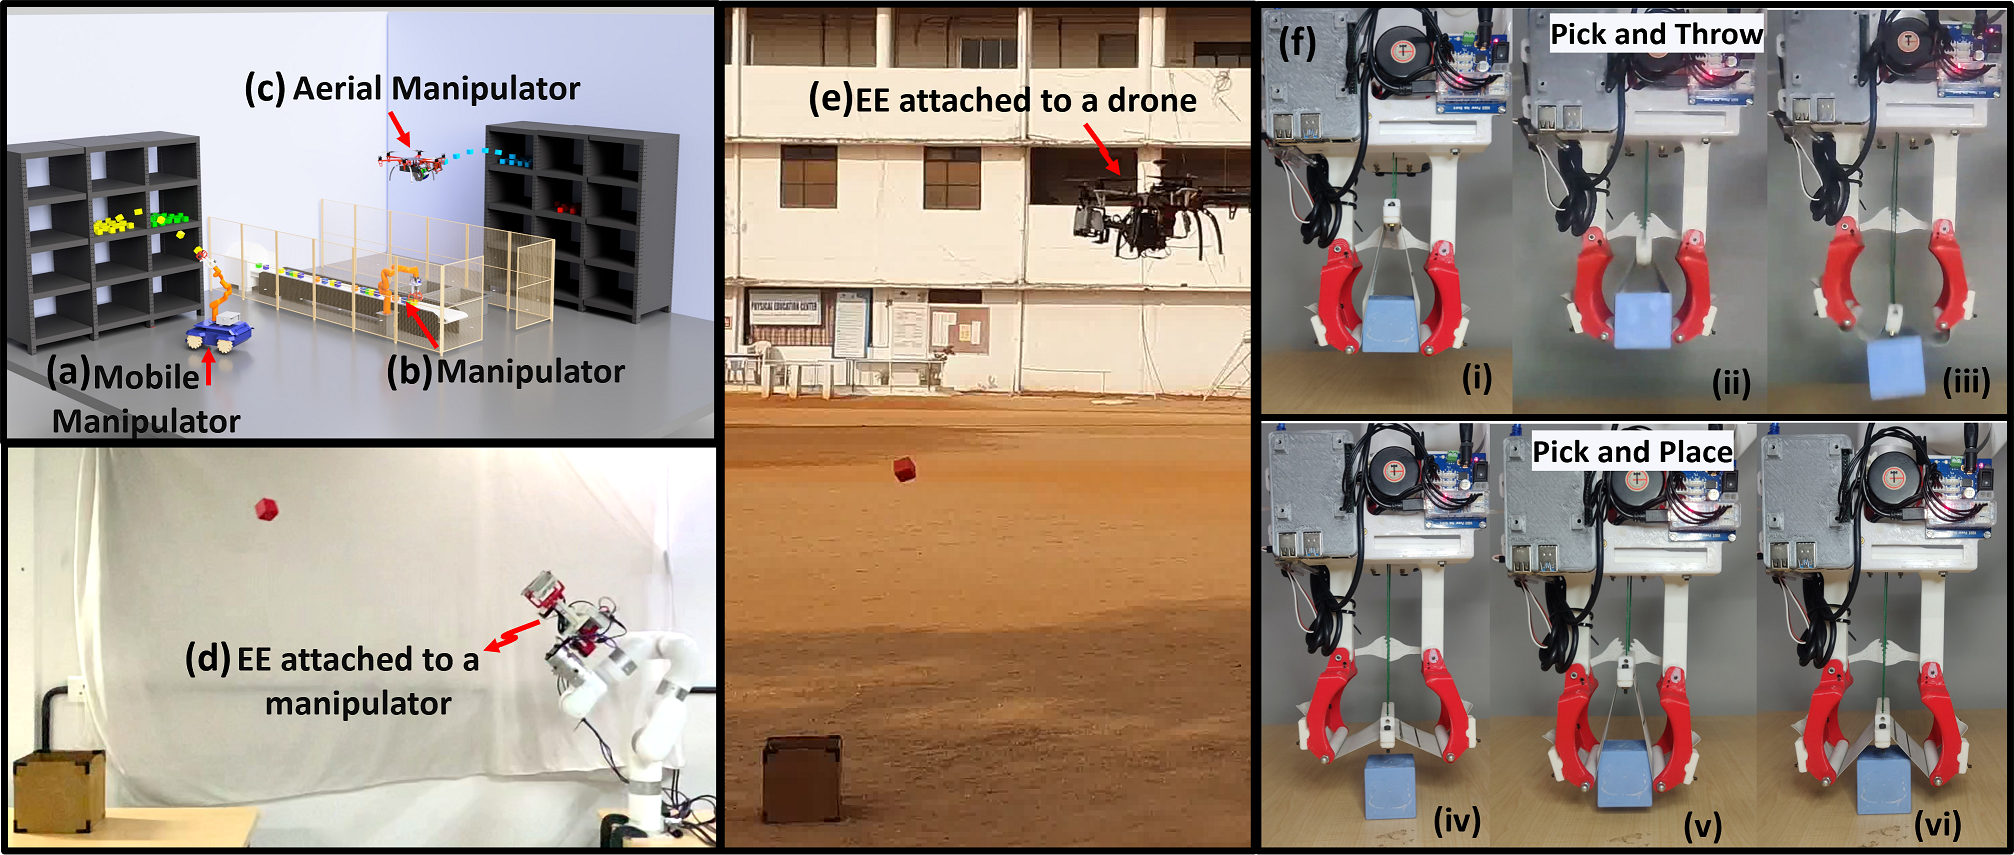 (c) Aerial Manipulator
(a) Mobile
Manipulator
(b) Manipulator
(d) EE attached to a
manipulator
(e) EE attached to a drone
PHYSICAL EDUCATION CENTER
(f)
Pick and Throw
(i)
(ii)
(iii)
Pick and Place
(iv)
(v)
(vi)